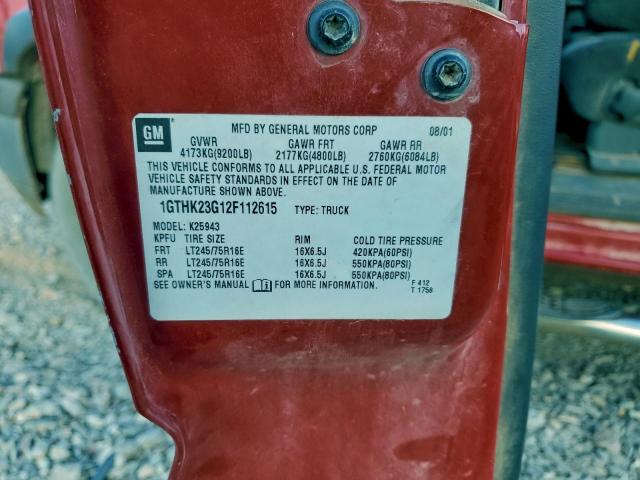 GM
MFD BY GENERAL MOTORS CORP 08/01
GVWR GAWR FRT GAWR RR
4173KG(9200LB) 2177KG(4800LB) 2760KG(6084LB)
THIS VEHICLE CONFORMS TO ALL APPLICABLE U.S. FEDERAL MOTOR
VEHICLE SAFETY STANDARDS IN EFFECT ON THE DATE OF
MANUFACTURE SHOWN ABOVE.
1GTHK23G12F112615 TYPE: TRUCK
MODEL: K25943
KPFU TIRE SIZE RIM COLD TIRE PRESSURE
FRT LT245/75R16E 16X6.5J 420KPA(60PSI)
RR LT245/75R16E 16X6.5J 550KPA(80PSI)
SPA LT245/75R16E 16X6.5J 550KPA(80PSI)
SEE OWNER'S MANUAL FOR MORE INFORMATION. F 412
T 1758